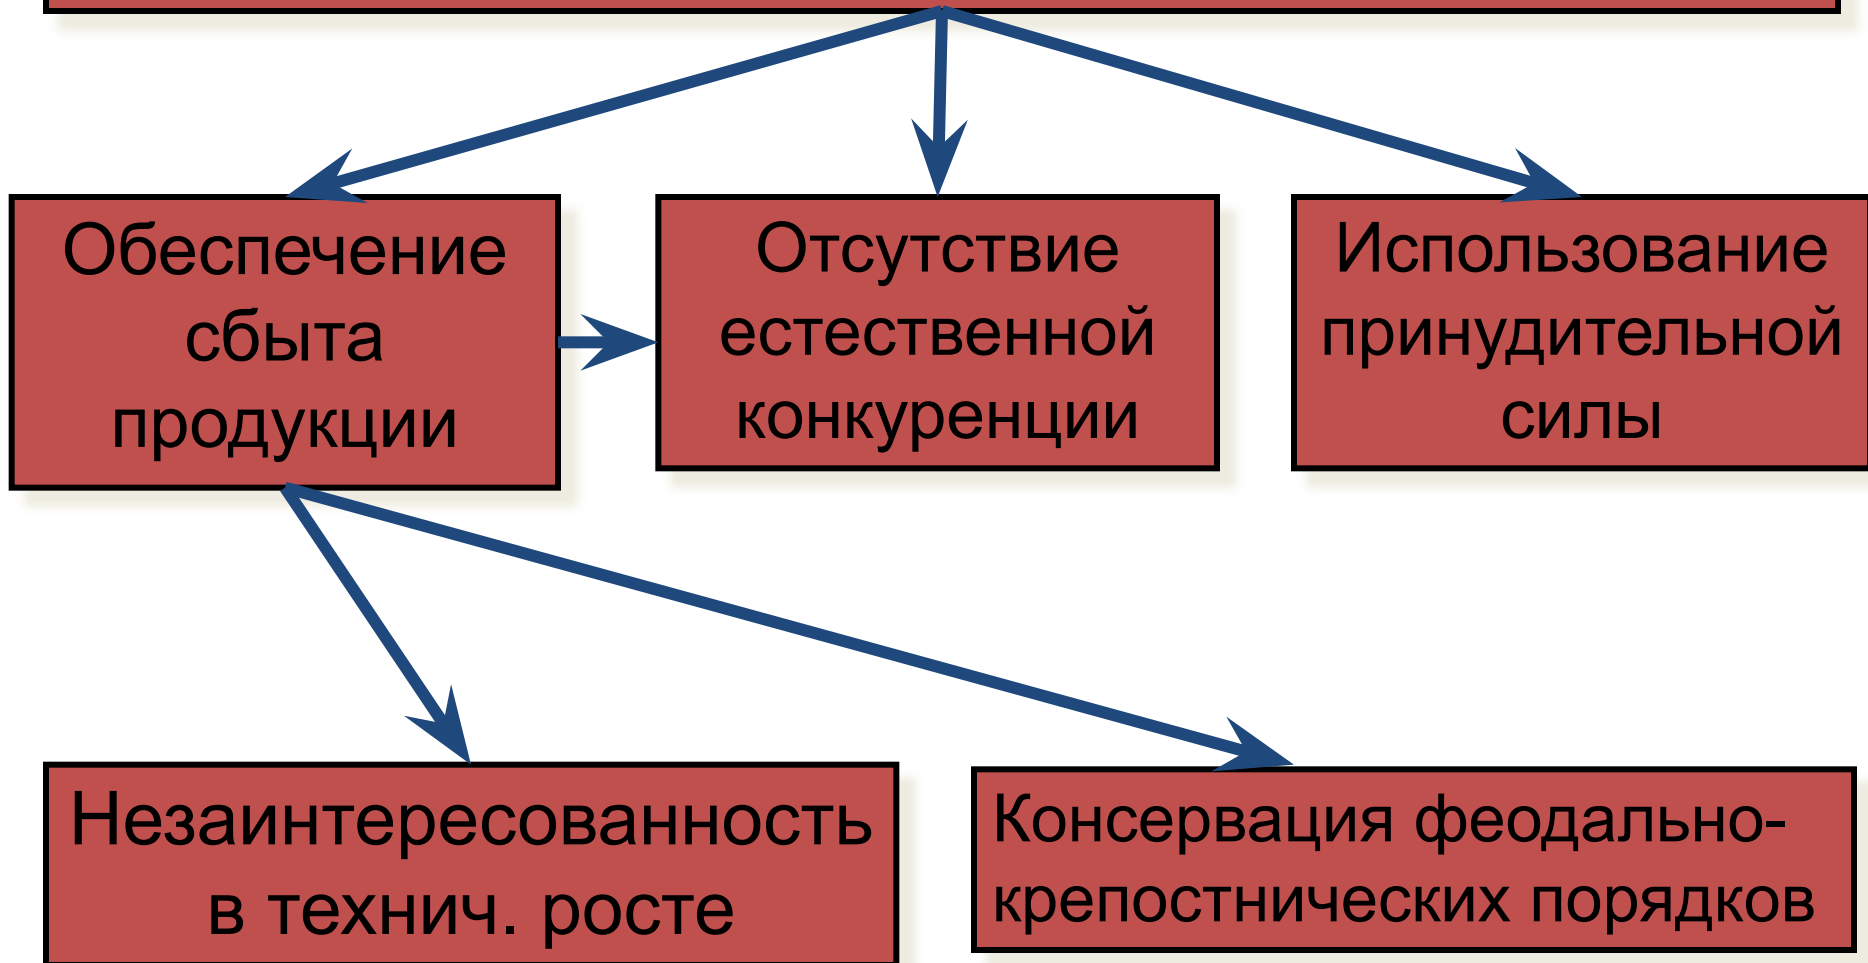 Обеспечение
сбыта
продукции
Отсутствие
естественной
конкуренции
Использование
принудительной
силы
Незаинтересованность
в технич. росте
Консервация феодально-
крепостнических порядков